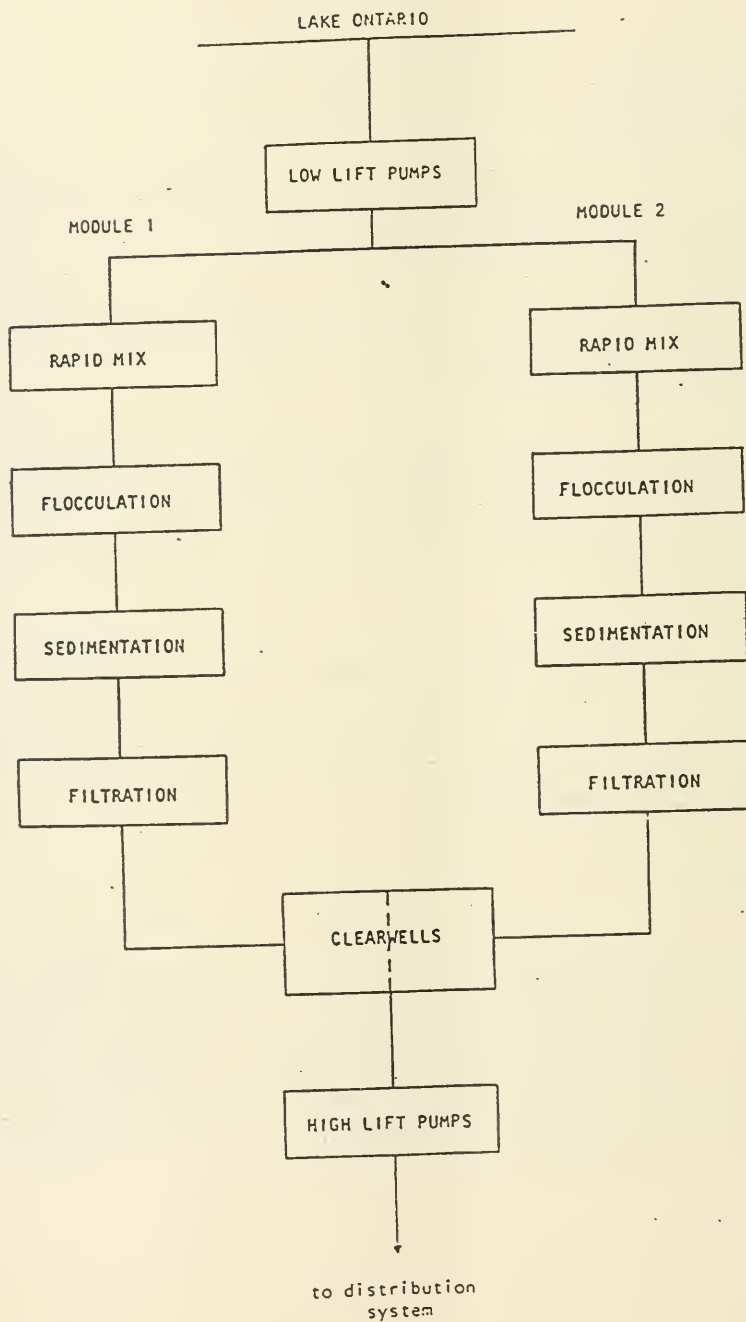 LAKE ONTARIO
LOW LIFT PUMPS
MODULE 1
MODULE 2
RAPID MIX
RAPID MIX
FLOCCULATION
FLOCCULATION
SEDIMENTATION
SEDIMENTATION
FILTRATION
FILTRATION
CLEARWELLS
HIGH LIFT PUMPS
to distribution
system